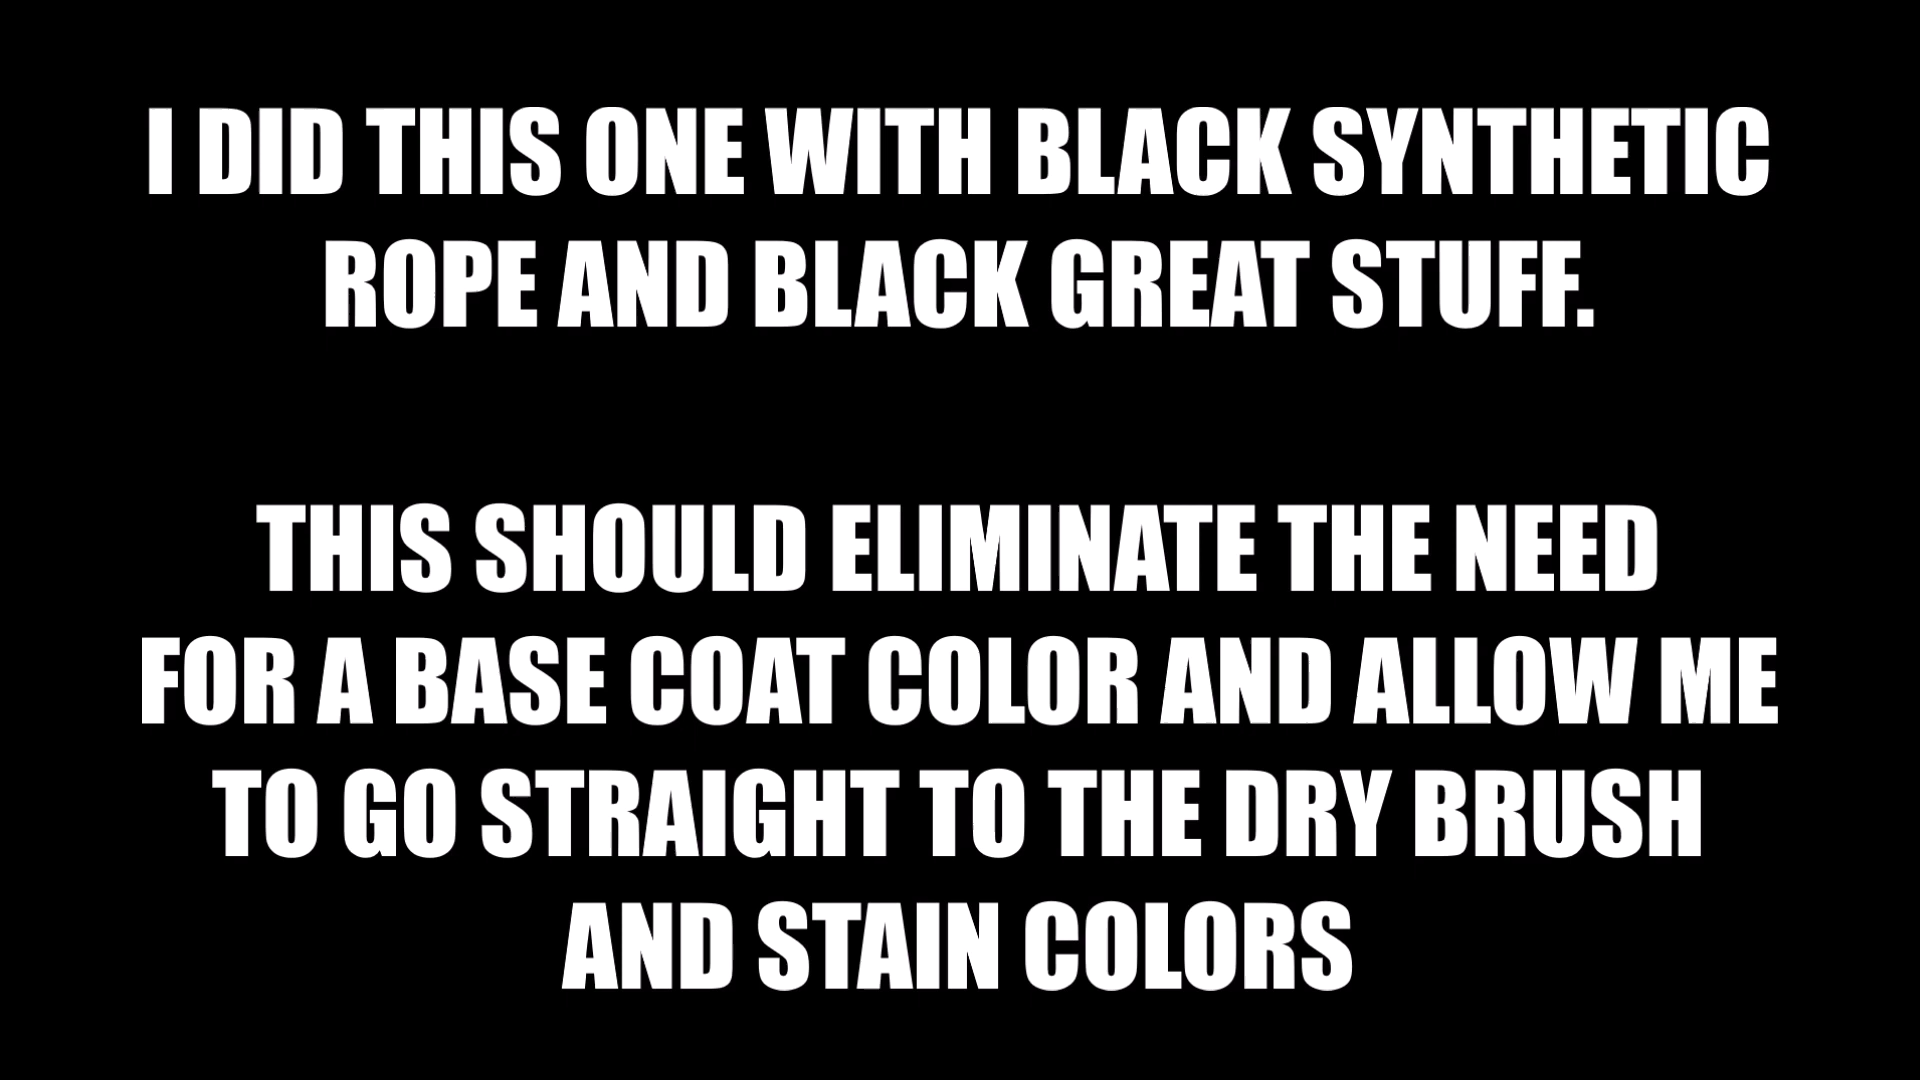 I DID THIS ONE WITH BLACK SYNTHETIC
ROPE AND BLACK GREAT STUFF.
THIS SHOULD ELIMINATE THE NEED
FOR A BASE COAT COLOR AND ALLOW ME
TO GO STRAIGHT TO THE DRY BRUSH
AND STAIN COLORS